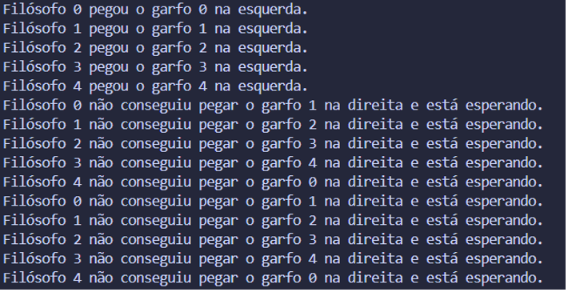 Filósofo 0 pegou o garfo 0 na esquerda.
Filósofo 1 pegou o garfo 1 na esquerda.
Filósofo 2 pegou o garfo 2 na esquerda.
Filósofo 3 pegou o garfo 3 na esquerda.
Filósofo 4 pegou o garfo 4 na esquerda.
Filósofo 0 não conseguiu pegar o garfo 1 na direita e está esperando.
Filósofo 1 não conseguiu pegar o garfo 2 na direita e está esperando.
Filósofo 2 não conseguiu pegar o garfo 3 na direita e está esperando.
Filósofo 3 não conseguiu pegar o garfo 4 na direita e está esperando.
Filósofo 4 não conseguiu pegar o garfo 0 na direita e está esperando.
Filósofo 0 não conseguiu pegar o garfo 1 na direita e está esperando.
Filósofo 1 não conseguiu pegar o garfo 2 na direita e está esperando.
Filósofo 2 não conseguiu pegar o garfo 3 na direita e está esperando.
Filósofo 3 não conseguiu pegar o garfo 4 na direita e está esperando.
Filósofo 4 não conseguiu pegar o garfo 0 na direita e está esperando.